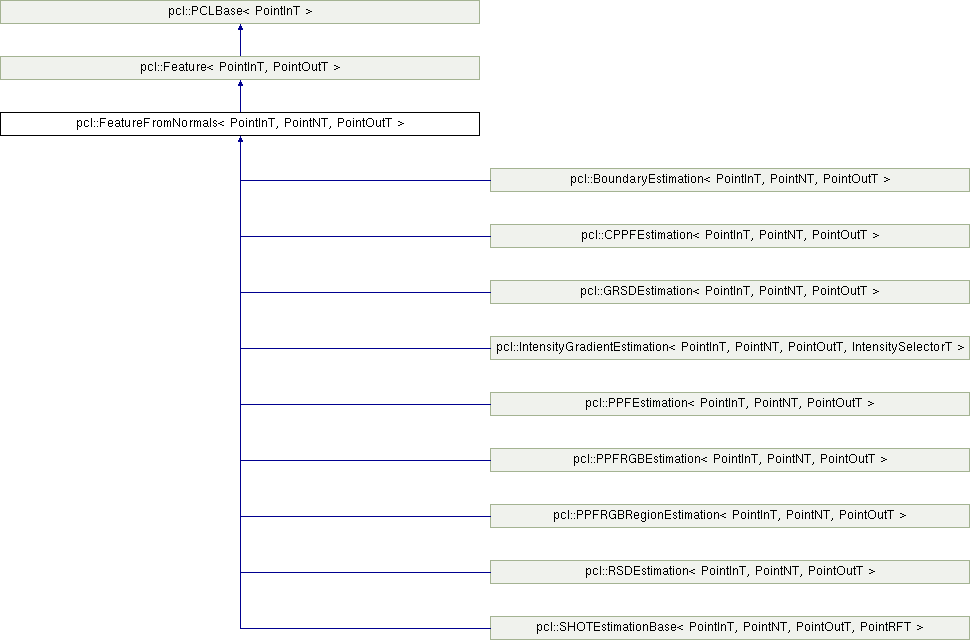 pcl::PCLBase< PointInT >
pcl::Feature< PointInT, PointOutT >
pcl::FeatureFromNormals< PointInT, PointNT, PointOutT >
pcl::BoundaryEstimation< PointInT, PointNT, PointOutT >
pcl::CPPFEstimation< PointInT, PointNT, PointOutT >
pcl::GRSDEstimation< PointInT, PointNT, PointOutT >
pcl::IntensityGradientEstimation< PointInT, PointNT, PointOutT, IntensitySelectorT >
pcl::PPFEstimation< PointInT, PointNT, PointOutT >
pcl::PPFRGBEstimation< PointInT, PointNT, PointOutT >
pcl::PPFRGBRegionEstimation< PointInT, PointNT, PointOutT >
pcl::RSDEstimation< PointInT, PointNT, PointOutT >
pcl::SHOTEstimationBase< PointInT, PointNT, PointOutT, PointRFT >